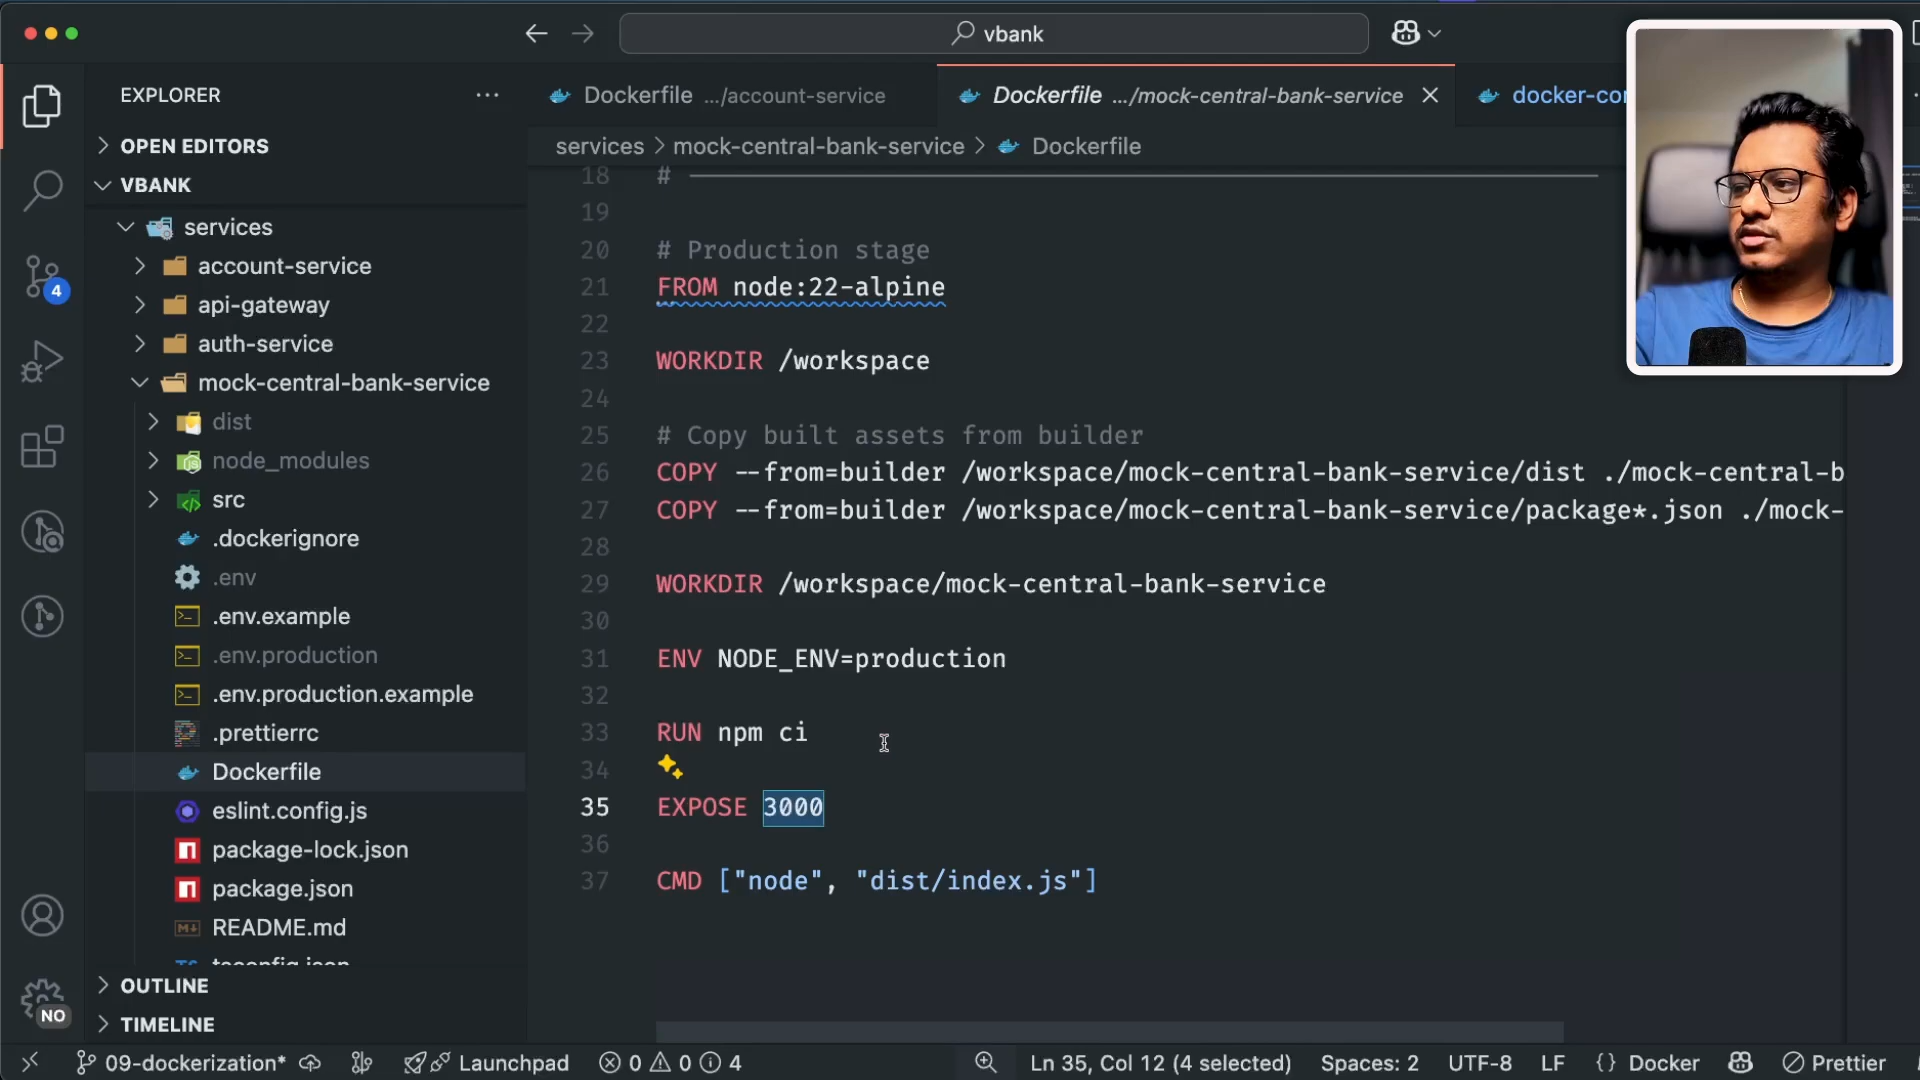 vbank
EXPLORER
OPEN EDITORS
VBANK
services
account-service
api-gateway
auth-service
mock-central-bank-service
dist
node_modules
src
.dockerignore
.env
.env.example
.env.production
.env.production.example
.prettierrc
Dockerfile
eslint.config.js
package-lock.json
package.json
README.md
tsconfig.json
OUTLINE
TIMELINE
4
NO
Dockerfile .../account-service
Dockerfile .../mock-central-bank-service
docker-con
services > mock-central-bank-service > Dockerfile
18 #
19
20 # Production stage
21 FROM node:22-alpine
22
23 WORKDIR /workspace
24
25 # Copy built assets from builder
26 COPY --from=builder /workspace/mock-central-bank-service/dist ./mock-central-b
27 COPY --from=builder /workspace/mock-central-bank-service/package*.json ./mock-
28
29 WORKDIR /workspace/mock-central-bank-service
30
31 ENV NODE_ENV=production
32
33 RUN npm ci
34
35 EXPOSE 3000
36
37 CMD ["node", "dist/index.js"]
09-dockerization* Launchpad 0 0 4 Ln 35, Col 12 (4 selected) Spaces: 2 UTF-8 LF {} Docker Prettier